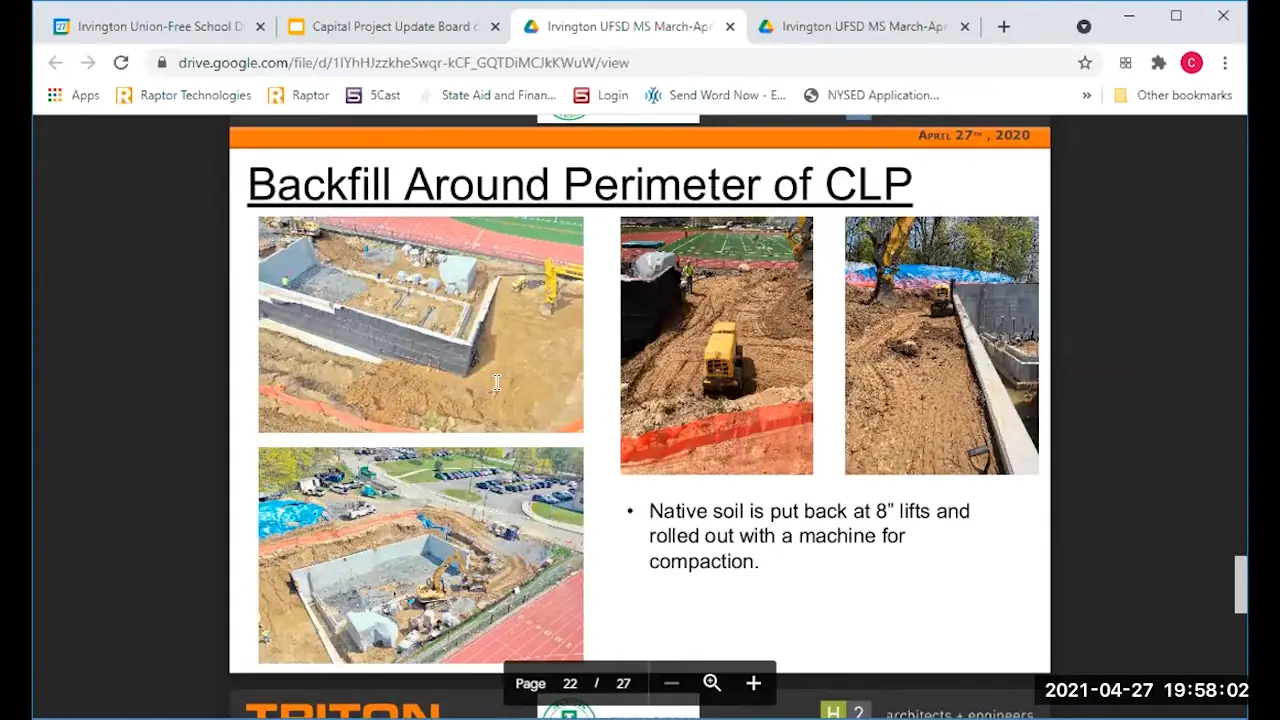 Irvington Union-Free School D
Capital Project Update Board
Irvington UFSD MS March-Apr
Irvington UFSD MS March-Apr
drive.google.com/file/d/1IYhHJzzkheSwqr-kCF_GQTDiMCJkKWuW/view
C
Apps
Raptor Technologies
Raptor
5Cast
State Aid and Finan...
Login
Send Word Now - E...
NYSED Application...
»
Other bookmarks
APRIL 27TH , 2020
Backfill Around Perimeter of CLP
• Native soil is put back at 8” lifts and
rolled out with a machine for
compaction.
Page 22 / 27
2021-04-27 19:58:02
TRITON
H 2 architects + engineers